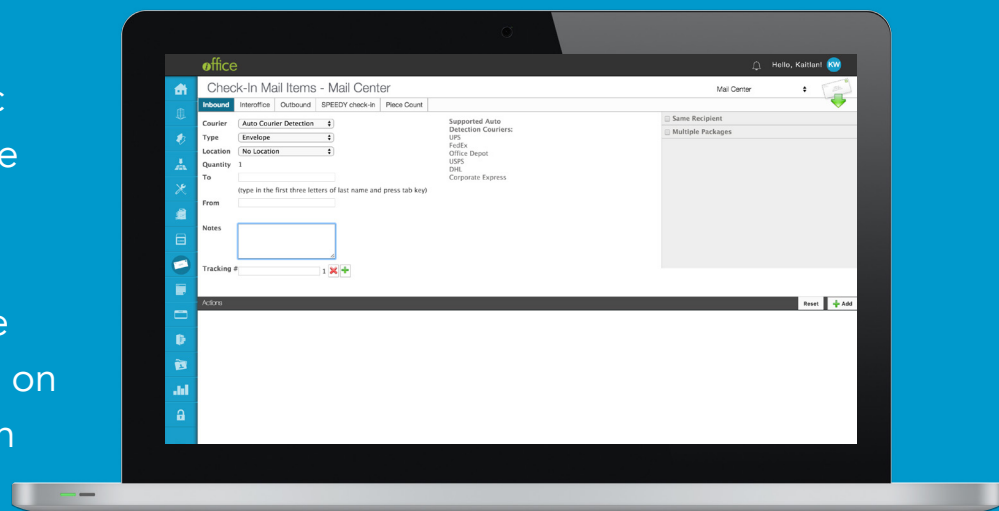 c
e
e
on
n
office
Hello, Kaitlan! KW
Check-In Mail Items - Mail Center
Mail Center
Inbound Interoffice Outbound SPEEDY check-in Piece Count
Courier Auto Courier Detection
Type Envelope
Location No Location
Quantity 1
To
(type in the first three letters of last name and press tab key)
From
Notes
Tracking # 1
Supported Auto
Detection Couriers:
UPS
FedEx
Office Depot
USPS
DHL
Corporate Express
Same Recipient
Multiple Packages
Actions
Reset Add